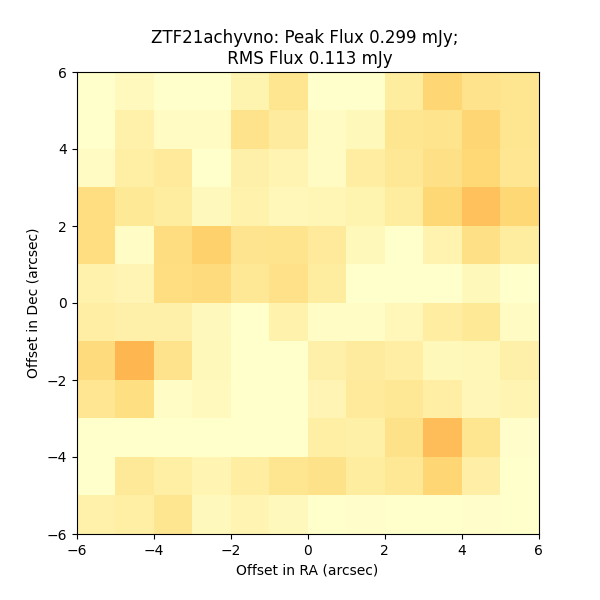 ZTF21achyvno: Peak Flux 0.299 mJy;
RMS Flux 0.113 mJy
6
4
2
0
−2
−4
−6
Offset in Dec (arcsec)
−6 −4 −2 0 2 4 6
Offset in RA (arcsec)